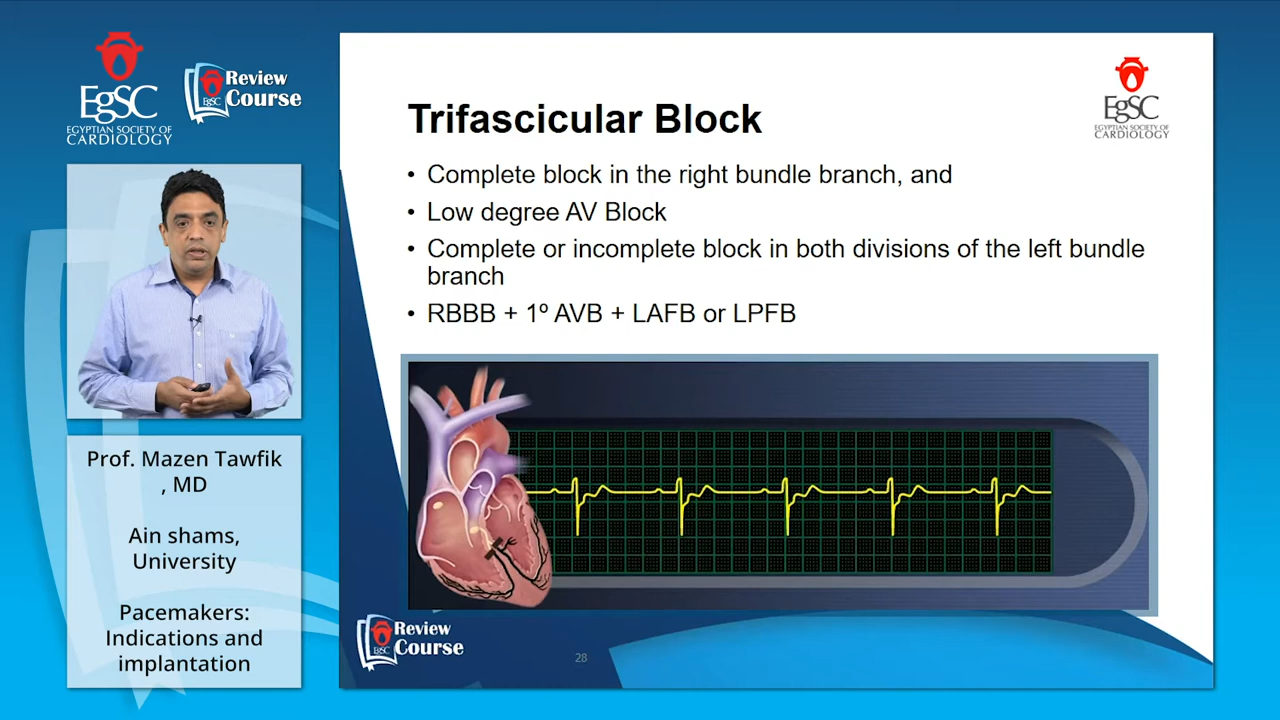 EgSC
EGYPTIAN SOCIETY OF
CARDIOLOGY
EgSC
Review
Course
Prof. Mazen Tawfik
, MD
Ain shams,
University
Pacemakers:
Indications and
implantation
EgSC
EGYPTIAN SOCIETY OF
CARDIOLOGY
Trifascicular Block
• Complete block in the right bundle branch, and
• Low degree AV Block
• Complete or incomplete block in both divisions of the left bundle
branch
• RBBB + 1º AVB + LAFB or LPFB
EgSC
Review
Course
28